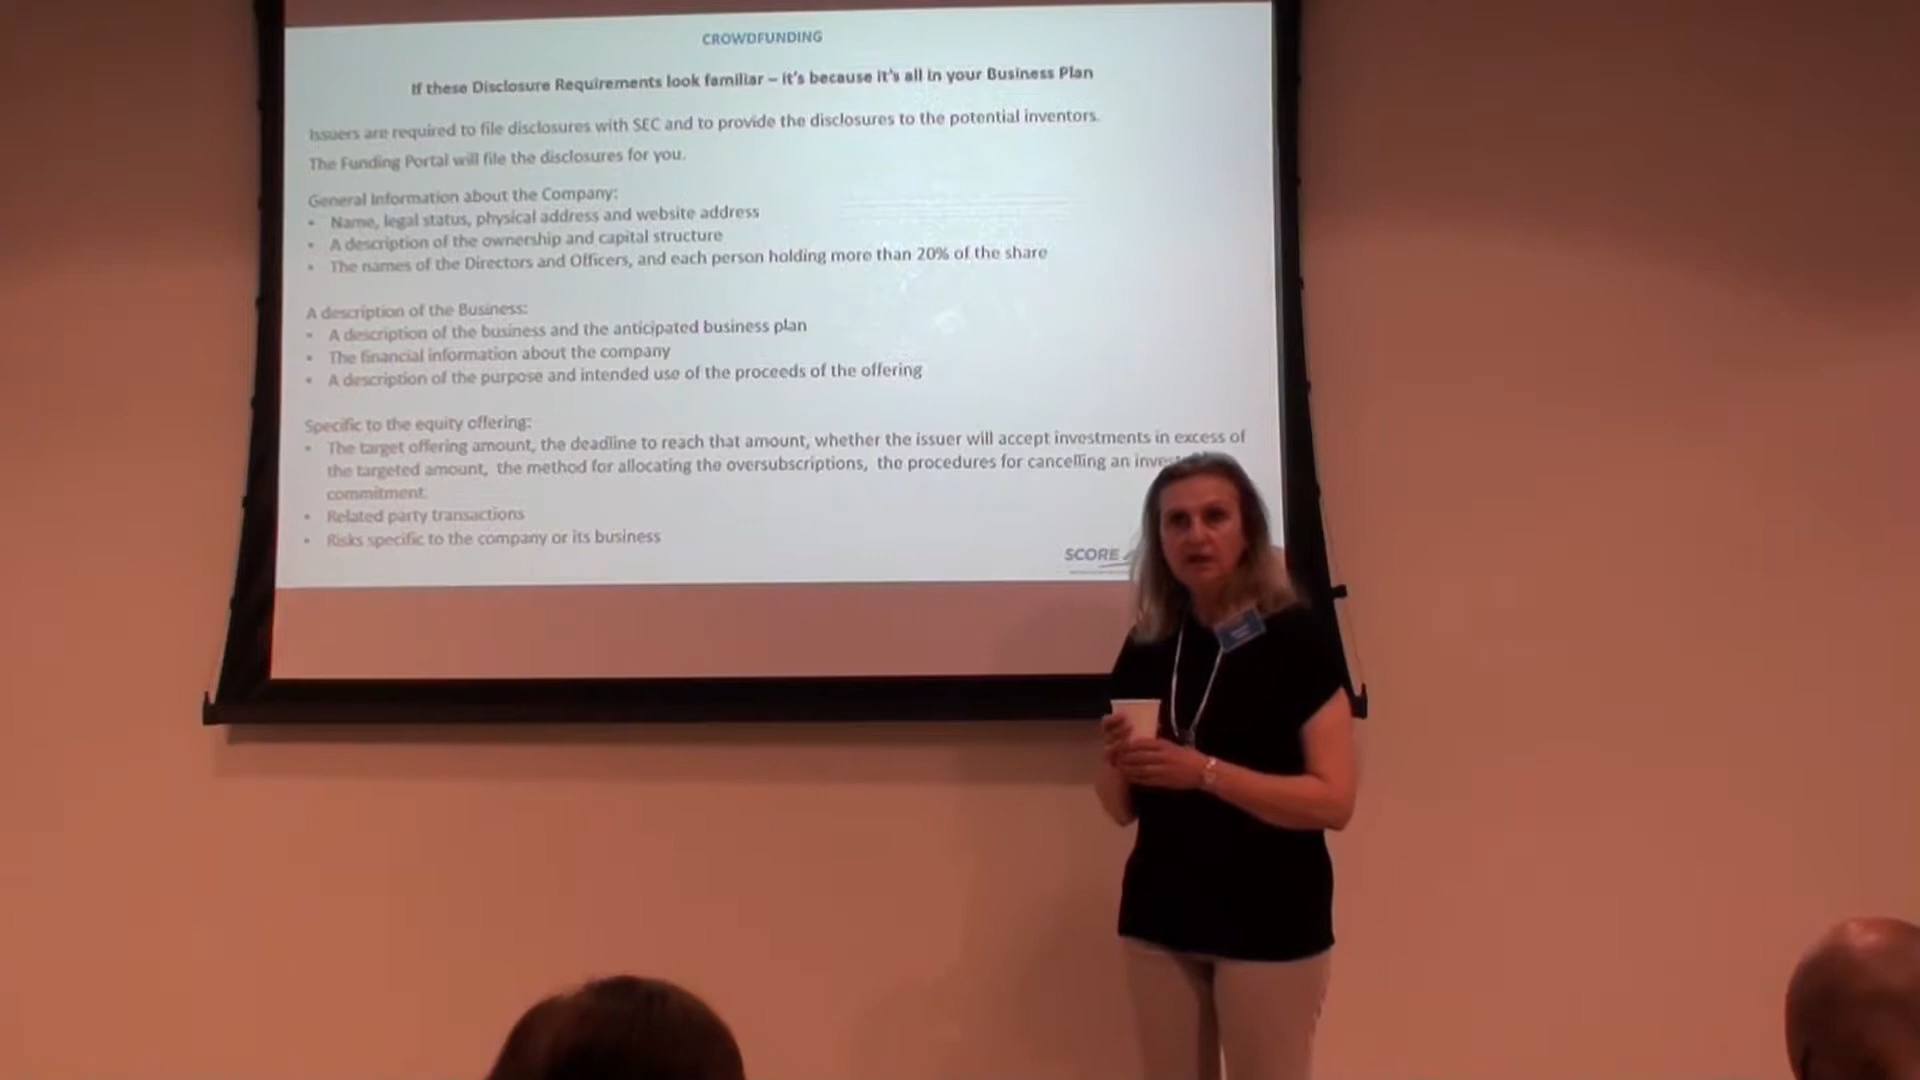 CROWDFUNDING
If these Disclosure Requirements look familiar – it's because it's all in your Business Plan
Issuers are required to file disclosures with SEC and to provide the disclosures to the potential inventors.
The Funding Portal will file the disclosures for you.
General Information about the Company:
• Name, legal status, physical address and website address
• A description of the ownership and capital structure
• The names of the Directors and Officers, and each person holding more than 20% of the share
A description of the Business:
• A description of the business and the anticipated business plan
• The financial information about the company
• A description of the purpose and intended use of the proceeds of the offering
Specific to the equity offering:
• The target offering amount, the deadline to reach that amount, whether the issuer will accept investments in excess of
the targeted amount, the method for allocating the oversubscriptions, the procedures for cancelling an
commitment
• Related party transactions
• Risks specific to the company or its business
SCORE